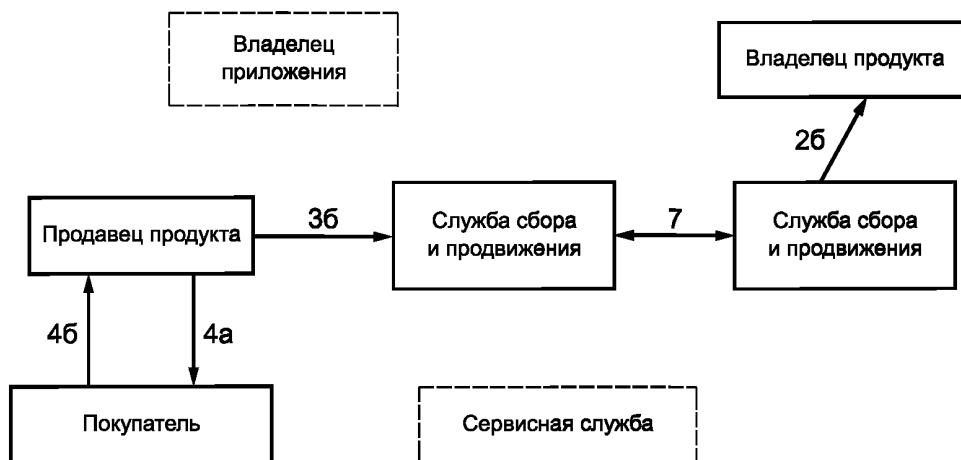 Владелец
приложения
Владелец продукта
2б
Продавец продукта
3б
Служба сбора
и продвижения
7
Служба сбора
и продвижения
4б
4а
Покупатель
Сервисная служба